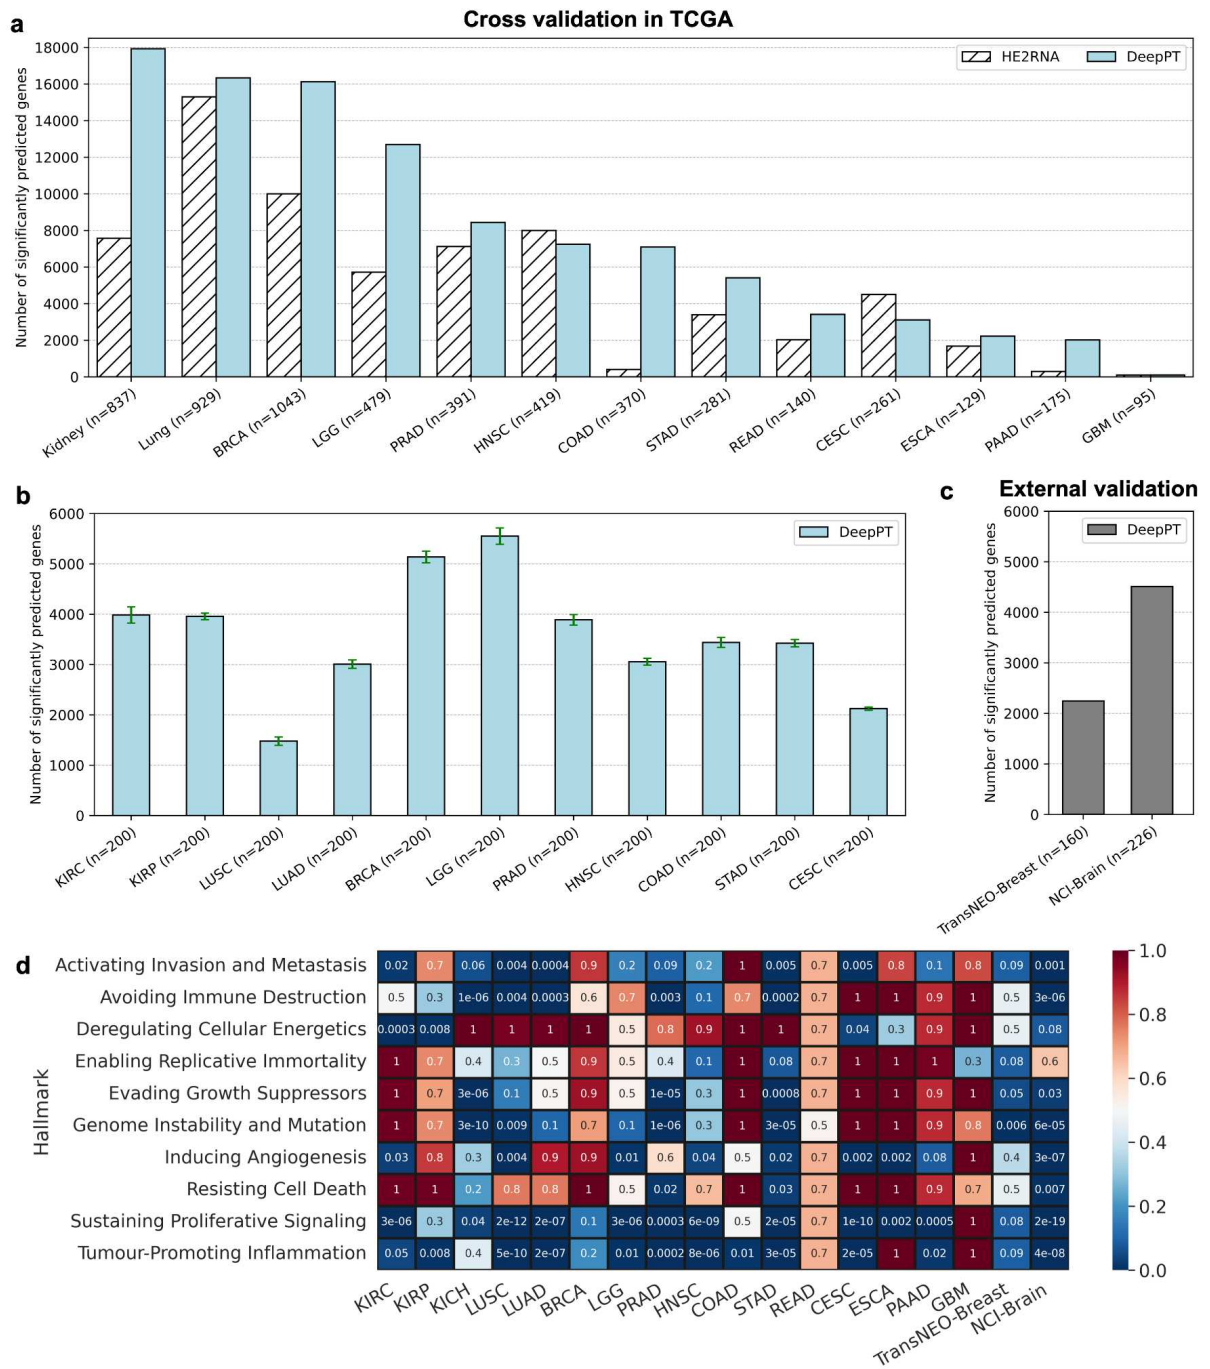 a
Cross validation in TCGA
Number of significantly predicted genes
18000
16000
14000
12000
10000
8000
6000
4000
2000
0
HE2RNA
DeepPT
Kidney (n=837)
Lung (n=929)
BRCA (n=1043)
LGG (n=479)
PRAD (n=391)
HNSC (n=419)
COAD (n=370)
STAD (n=281)
READ (n=140)
CESC (n=261)
ESCA (n=129)
PAAD (n=175)
GBM (n=95)
b
Number of significantly predicted genes
6000
5000
4000
3000
2000
1000
0
DeepPT
KIRC (n=200)
KIRP (n=200)
LUSC (n=200)
LUAD (n=200)
BRCA (n=200)
LGG (n=200)
PRAD (n=200)
HNSC (n=200)
COAD (n=200)
STAD (n=200)
CESC (n=200)
c
External validation
Number of significantly predicted genes
6000
5000
4000
3000
2000
1000
0
DeepPT
TransNEO-Breast (n=160)
NCI-Brain (n=226)
d
Hallmark
Activating Invasion and Metastasis 0.02 0.7 0.06 0.004 0.0004 0.9 0.2 0.09 0.2 1 0.005 0.7 0.005 0.8 0.1 0.8 0.09 0.001
Avoiding Immune Destruction 0.5 0.3 1e-06 0.004 0.0003 0.6 0.7 0.003 0.1 0.7 0.0002 0.7 1 1 0.9 1 0.5 3e-06
Deregulating Cellular Energetics 0.0003 0.008 1 1 1 1 0.5 0.8 0.9 1 1 0.7 0.04 0.3 0.9 1 0.5 0.08
Enabling Replicative Immortality 1 0.7 0.4 0.3 0.5 0.9 0.5 0.4 0.1 1 0.08 0.7 1 1 1 0.3 0.08 0.6
Evading Growth Suppressors 1 0.7 3e-06 0.1 0.5 0.9 0.5 1e-05 0.3 1 0.0008 0.7 1 1 0.9 1 0.05 0.03
Genome Instability and Mutation 1 0.7 3e-10 0.009 0.1 0.7 0.1 1e-06 0.3 1 3e-05 0.5 1 1 0.9 0.8 0.006 6e-05
Inducing Angiogenesis 0.03 0.8 0.3 0.004 0.9 0.9 0.01 0.6 0.04 0.5 0.02 0.7 0.002 0.002 0.08 1 0.4 3e-07
Resisting Cell Death 1 1 0.2 0.8 0.8 1 0.5 0.02 0.7 1 0.03 0.7 1 1 0.9 0.7 0.5 0.007
Sustaining Proliferative Signaling 3e-06 0.3 0.04 2e-12 2e-07 0.1 3e-06 0.0003 6e-09 0.5 2e-05 0.7 1e-10 0.002 0.0005 1 0.08 2e-19
Tumour-Promoting Inflammation 0.05 0.008 0.4 5e-10 2e-07 0.2 0.01 0.0002 8e-06 0.01 3e-05 0.7 2e-05 1 0.02 1 0.09 4e-08
KIRC
KIRP
KICH
LUSC
LUAD
BRCA
LGG
PRAD
HNSC
COAD
STAD
READ
CESC
ESCA
PAAD
GBM
TransNEO-Breast
NCI-Brain
1.0
0.8
0.6
0.4
0.2
0.0